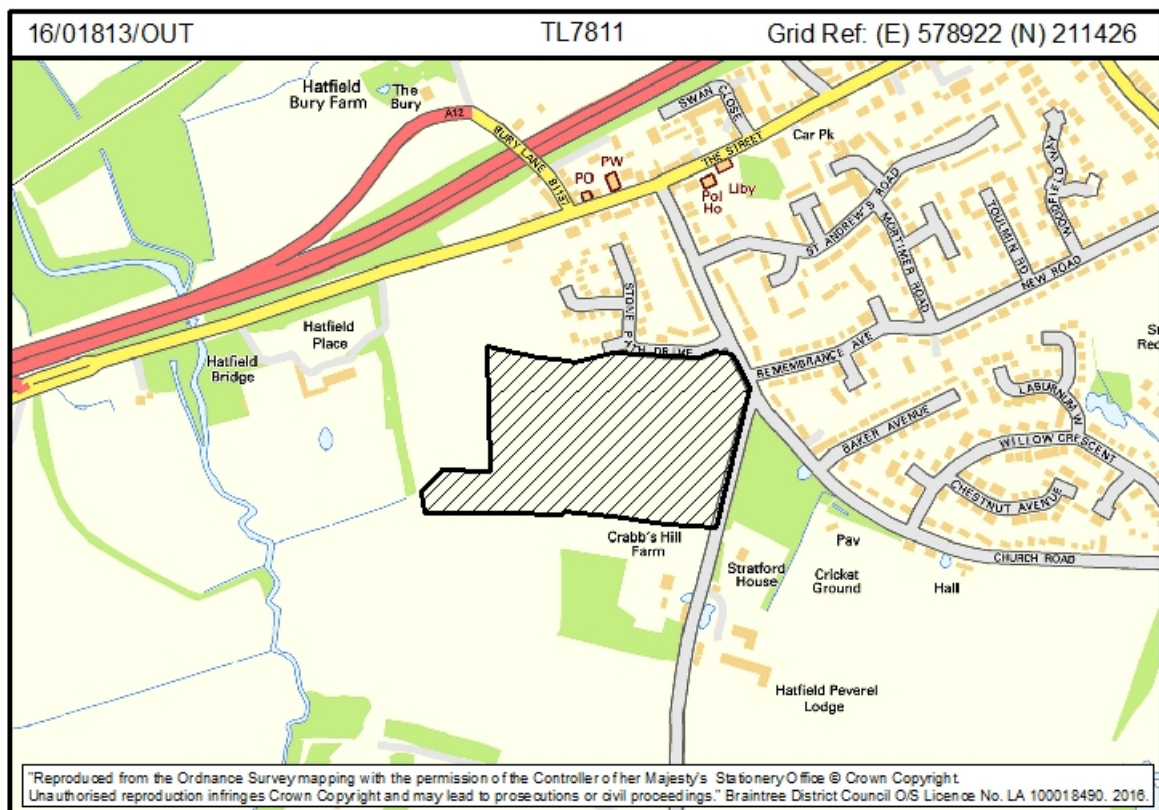 16/01813/OUT TL7811 Grid Ref: (E) 578922 (N) 211426
Hatfield
Bury Farm
The
Bury
A12
BURY LANE B1137
SWAN CLOSE
Car Pk
THE STREET
PW
PO
Liby
Pol
Ho
ST ANDREW'S ROAD
MORTIMER ROAD
TOULMIN RD
WOODFIELD WAY
NEW ROAD
STONE PATH DRIVE
REMEMBRANCE AVE
Hatfield
Place
Hatfield
Bridge
BAKER AVENUE
LABURNUM W
WILLOW CRESCENT
CHESTNUT AVENUE
CHURCH ROAD
Crabb's Hill
Farm
Stratford
House
Pav
Cricket
Ground
Hall
Hatfield Peverel
Lodge
"Reproduced from the Ordnance Survey mapping with the permission of the Controller of her Majesty's Stationery Office © Crown Copyright.
Unauthorised reproduction infringes Crown Copyright and may lead to prosecutions or civil proceedings." Braintree District Council O/S Licence No. LA 100018490. 2016.